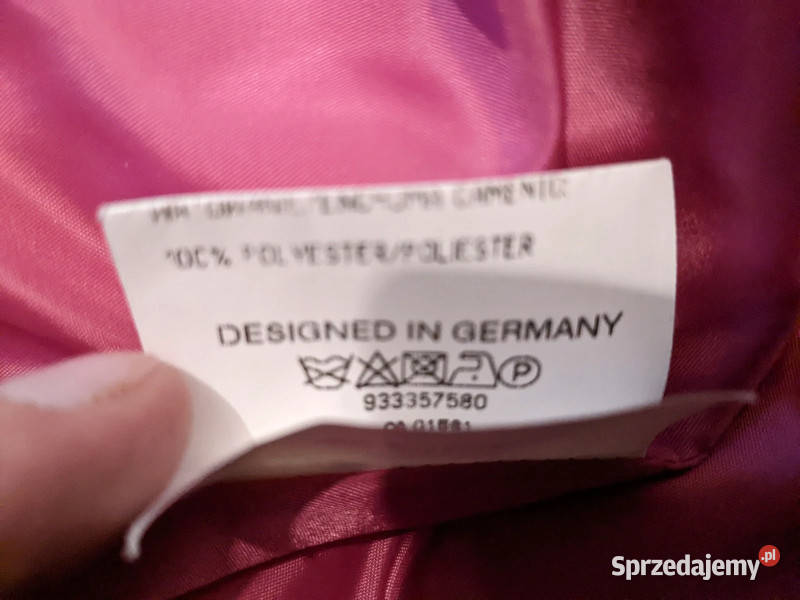 100% POLYESTER/POLIESTER
DESIGNED IN GERMANY
P
933357580
Sprzedajemy.pl